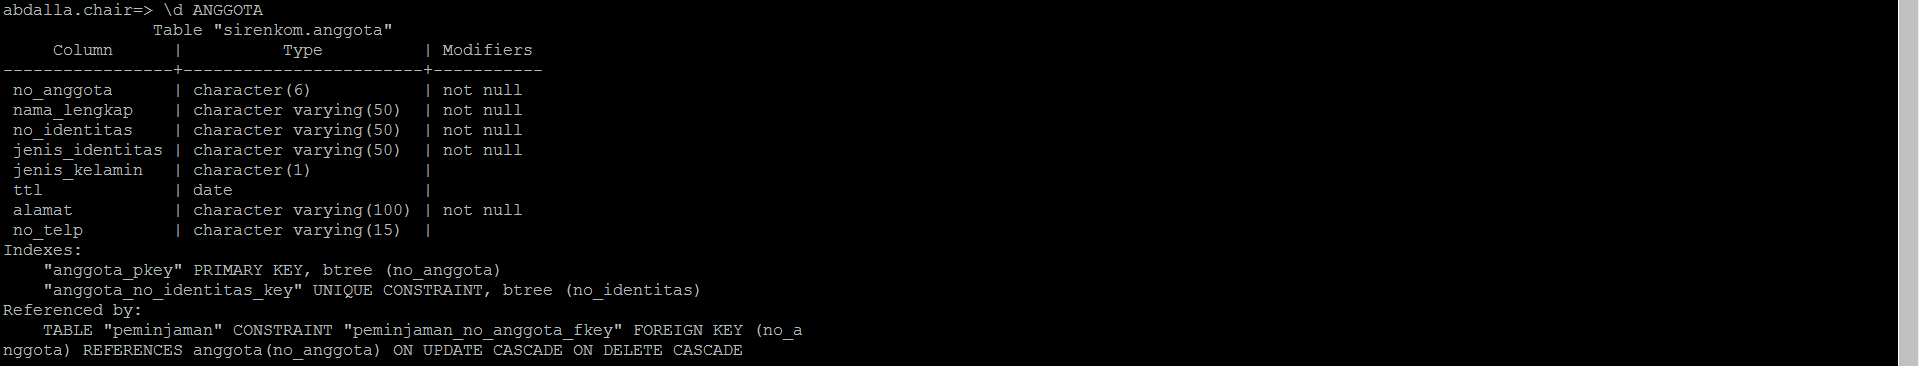 abdalla.chair=> \d ANGGOTA
               Table "sirenkom.anggota"
     Column      |          Type          | Modifiers
-----------------+------------------------+-----------
 no_anggota      | character(6)           | not null
 nama_lengkap    | character varying(50)  | not null
 no_identitas    | character varying(50)  | not null
 jenis_identitas | character varying(50)  | not null
 jenis_kelamin   | character(1)           |
 ttl             | date                   |
 alamat          | character varying(100) | not null
 no_telp         | character varying(15)  |
Indexes:
    "anggota_pkey" PRIMARY KEY, btree (no_anggota)
    "anggota_no_identitas_key" UNIQUE CONSTRAINT, btree (no_identitas)
Referenced by:
    TABLE "peminjaman" CONSTRAINT "peminjaman_no_anggota_fkey" FOREIGN KEY (no_a
nggota) REFERENCES anggota(no_anggota) ON UPDATE CASCADE ON DELETE CASCADE